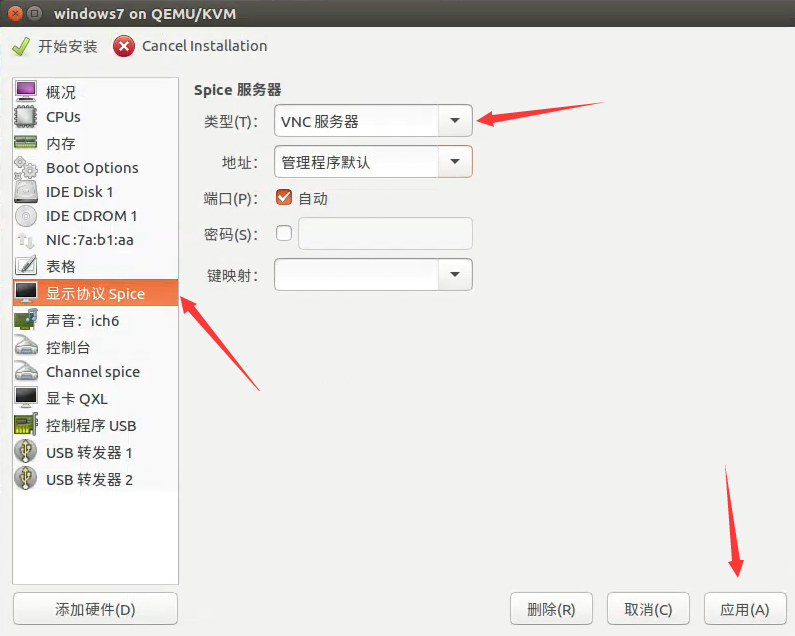 windows7 on QEMU/KVM
开始安装 Cancel Installation
概况
CPUs
内存
Boot Options
IDE Disk 1
IDE CDROM 1
NIC :7a:b1:aa
表格
显示协议 Spice
声音：ich6
控制台
Channel spice
显卡 QXL
控制程序 USB
USB 转发器 1
USB 转发器 2
Spice 服务器
类型(T)： VNC 服务器
地址： 管理程序默认
端口(P)： 自动
密码(S)：
键映射：
添加硬件(D) 删除(R) 取消(C) 应用(A)